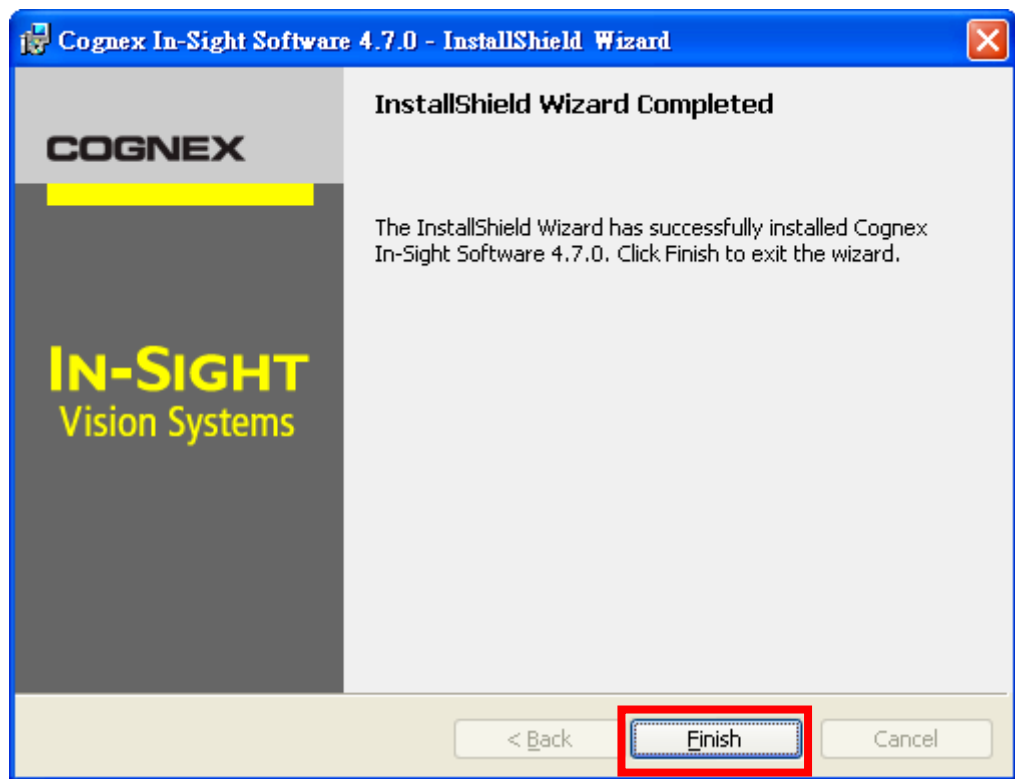 Cognex In-Sight Software 4.7.0 - InstallShield Wizard
InstallShield Wizard Completed
COGNEX
The InstallShield Wizard has successfully installed Cognex
In-Sight Software 4.7.0. Click Finish to exit the wizard.
IN-SIGHT
Vision Systems
< Back
Finish
Cancel